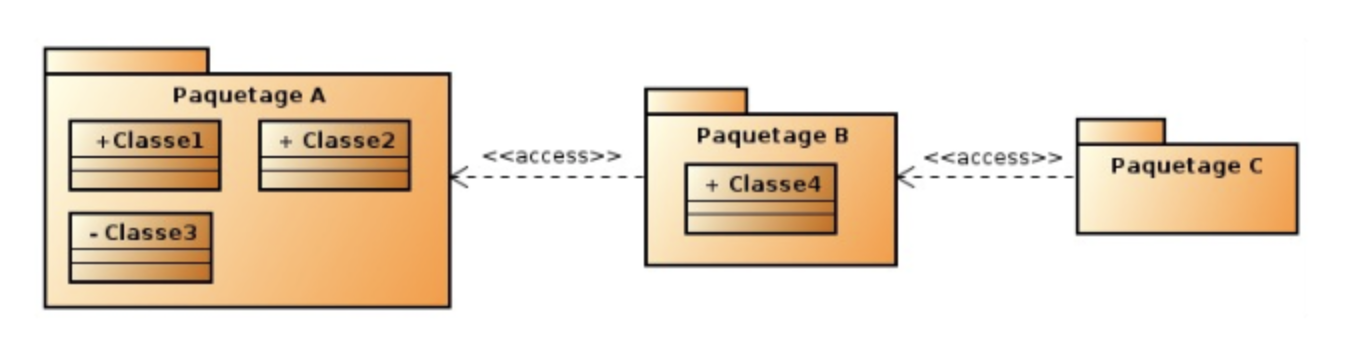 Paquetage A
+Classe1
+ Classe2
- Classe3
<<access>>
Paquetage B
+ Classe4
<<access>>
Paquetage C